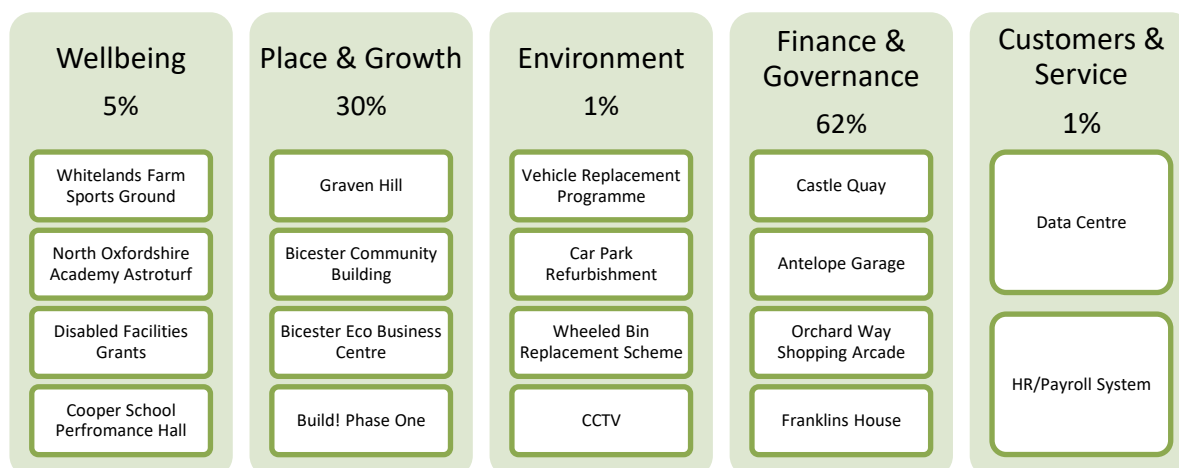 Wellbeing
5%
Whitelands Farm
Sports Ground
North Oxfordshire
Academy Astroturf
Disabled Facilities
Grants
Cooper School
Perfromance Hall
Place & Growth
30%
Graven Hill
Bicester Community
Building
Bicester Eco Business
Centre
Build! Phase One
Environment
1%
Vehicle Replacement
Programme
Car Park
Refurbishment
Wheeled Bin
Replacement Scheme
CCTV
Finance &
Governance
62%
Castle Quay
Antelope Garage
Orchard Way
Shopping Arcade
Franklins House
Customers &
Service
1%
Data Centre
HR/Payroll System